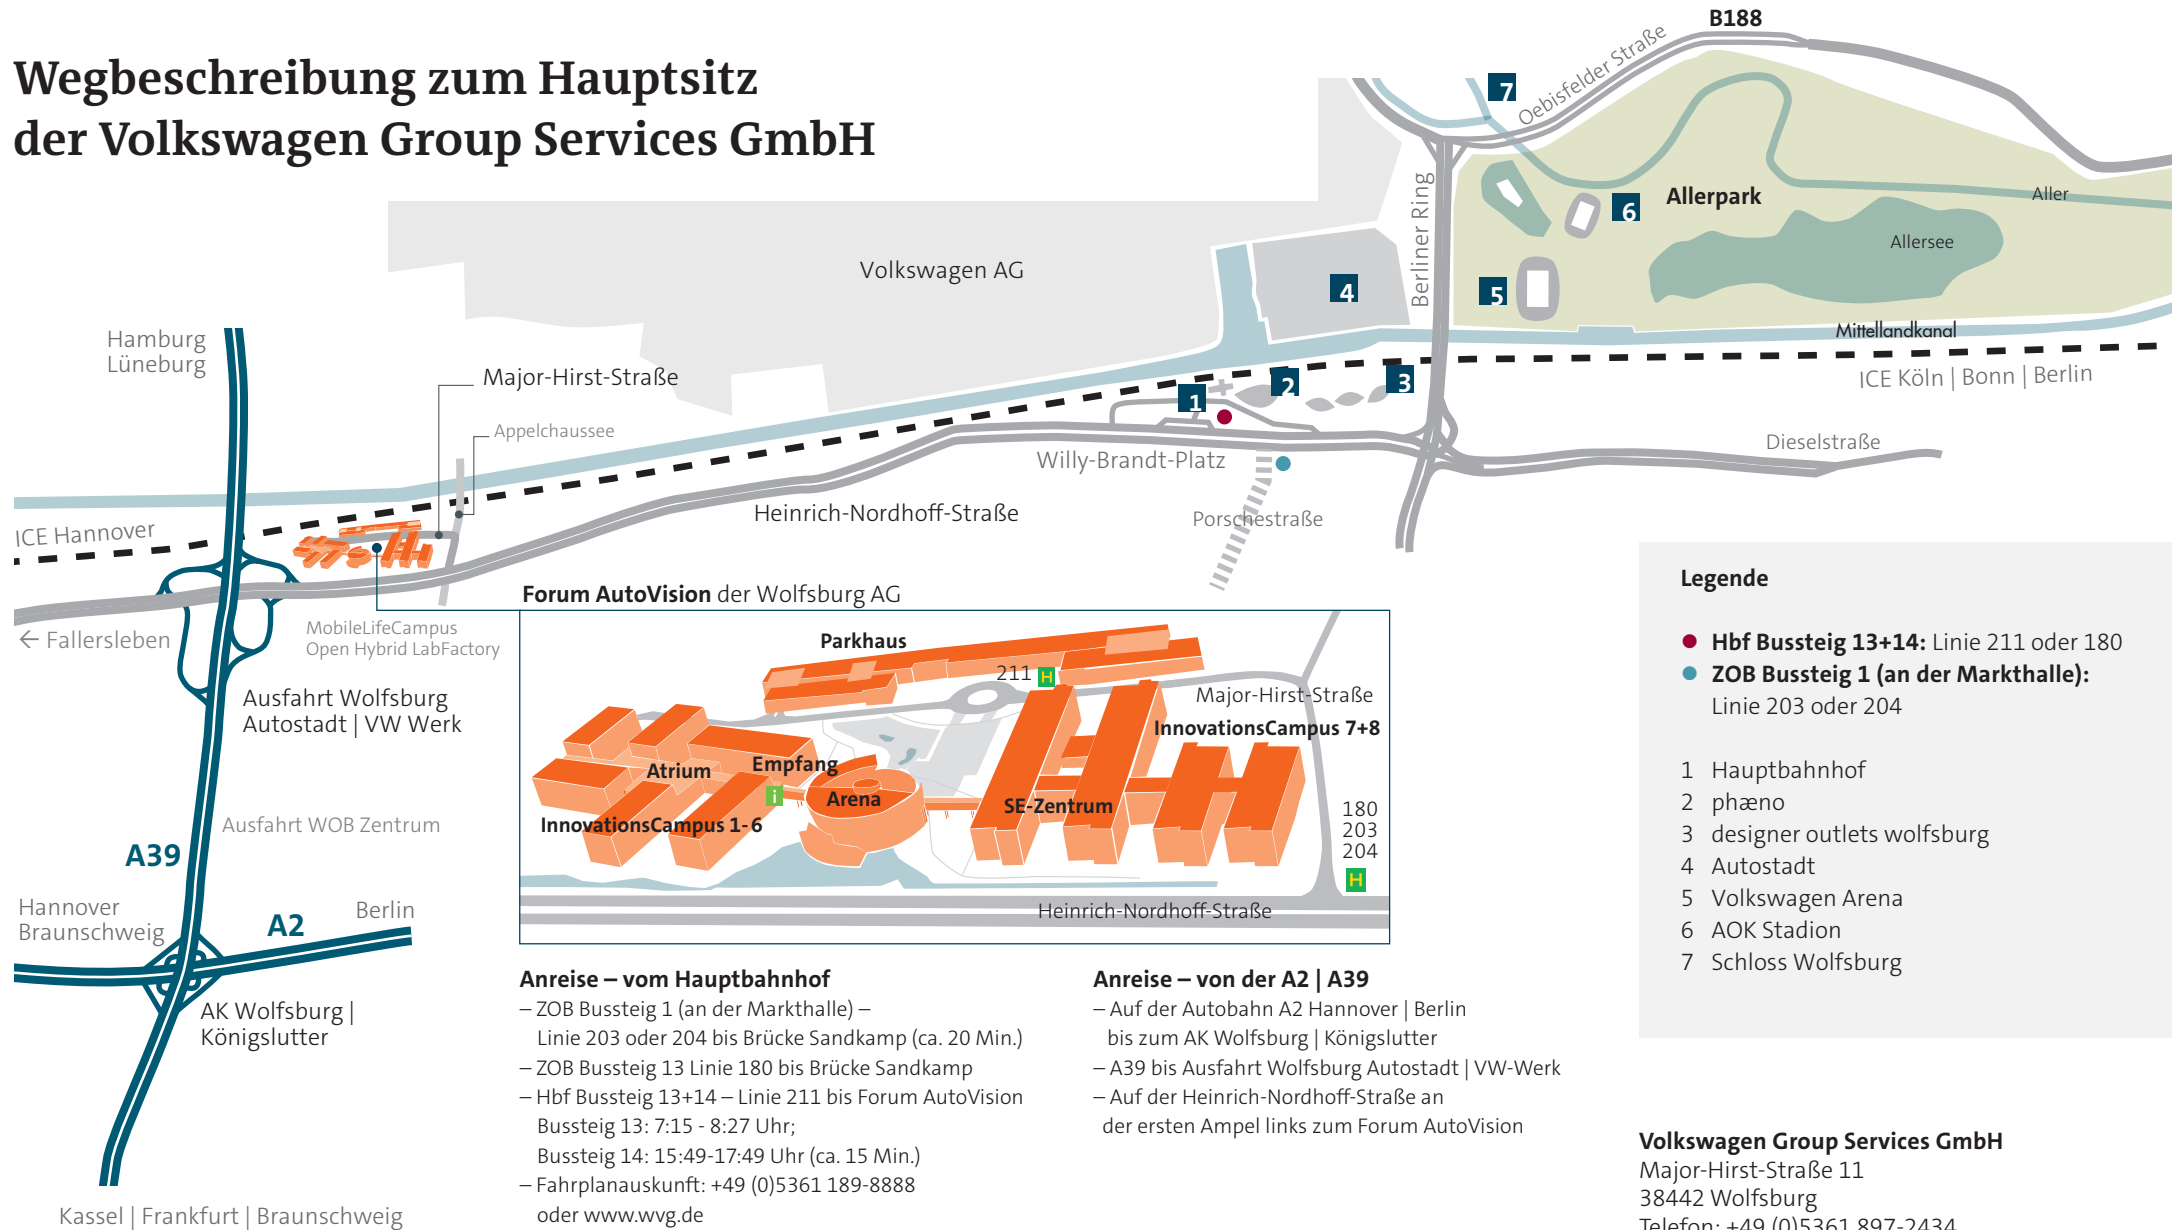 Wegbeschreibung zum Hauptsitz
der Volkswagen Group Services GmbH
B188
Oebisfelder Straße
7
Berliner Ring
Allerpark
6
Aller
Allersee
Volkswagen AG
4
5
Mittellandkanal
Hamburg
Lüneburg
Major-Hirst-Straße
Appelchaussee
1
2
3
ICE Köln | Bonn | Berlin
Dieselstraße
Willy-Brandt-Platz
Heinrich-Nordhoff-Straße
Porschestraße
ICE Hannover
← Fallersleben
MobileLifeCampus
Open Hybrid LabFactory
Ausfahrt Wolfsburg
Autostadt | VW Werk
Ausfahrt WOB Zentrum
A39
Hannover
Braunschweig
A2
Berlin
AK Wolfsburg |
Königslutter
Kassel | Frankfurt | Braunschweig
Forum AutoVision der Wolfsburg AG
Parkhaus
211
H
Major-Hirst-Straße
InnovationsCampus 7+8
Atrium
Empfang
i
Arena
SE-Zentrum
InnovationsCampus 1-6
180
203
204
H
Heinrich-Nordhoff-Straße
Anreise – vom Hauptbahnhof
– ZOB Bussteig 1 (an der Markthalle) –
Linie 203 oder 204 bis Brücke Sandkamp (ca. 20 Min.)
– ZOB Bussteig 13 Linie 180 bis Brücke Sandkamp
– Hbf Bussteig 13+14 – Linie 211 bis Forum AutoVision
Bussteig 13: 7:15 - 8:27 Uhr;
Bussteig 14: 15:49-17:49 Uhr (ca. 15 Min.)
– Fahrplanauskunft: +49 (0)5361 189-8888
oder www.wvg.de
Anreise – von der A2 | A39
– Auf der Autobahn A2 Hannover | Berlin
bis zum AK Wolfsburg | Königslutter
– A39 bis Ausfahrt Wolfsburg Autostadt | VW-Werk
– Auf der Heinrich-Nordhoff-Straße an
der ersten Ampel links zum Forum AutoVision
Legende
Hbf Bussteig 13+14: Linie 211 oder 180
ZOB Bussteig 1 (an der Markthalle):
Linie 203 oder 204
1 Hauptbahnhof
2 phæno
3 designer outlets wolfsburg
4 Autostadt
5 Volkswagen Arena
6 AOK Stadion
7 Schloss Wolfsburg
Volkswagen Group Services GmbH
Major-Hirst-Straße 11
38442 Wolfsburg
Telefon: +49 (0)5361 897-2434